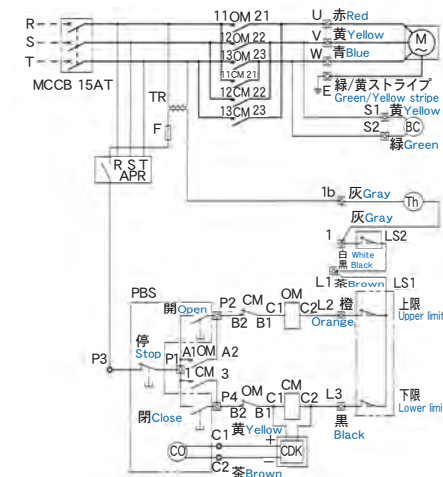 11 OM 21
R
S
T
12OM 22
13OM 23
11CM 21
12CM 22
13CM 23
MCCB 15AT
U 赤Red
V 黄Yellow
W 青Blue
M
E 緑/黄ストライプ
Green/Yellow stripe
S1 黄Yellow
S2 BC
緑Green
TR
F
R S T
APR
1b 灰Gray Th
灰Gray
1 LS2
白 White
黒 Black
L1 茶Brown LS1
PBS
開Open P2 CM OM L2 橙
C1 C2
B2 B1 Orange
上限
Upper limit
停
Stop
P3 P1 A1OM A2
1 CM 3
P4 OM CM L3
C1 C2
B2 B1
閉Close
黒
Black
下限
Lower limit
黄Yellow
C1 +
CO CDK
C2 −
茶Brown